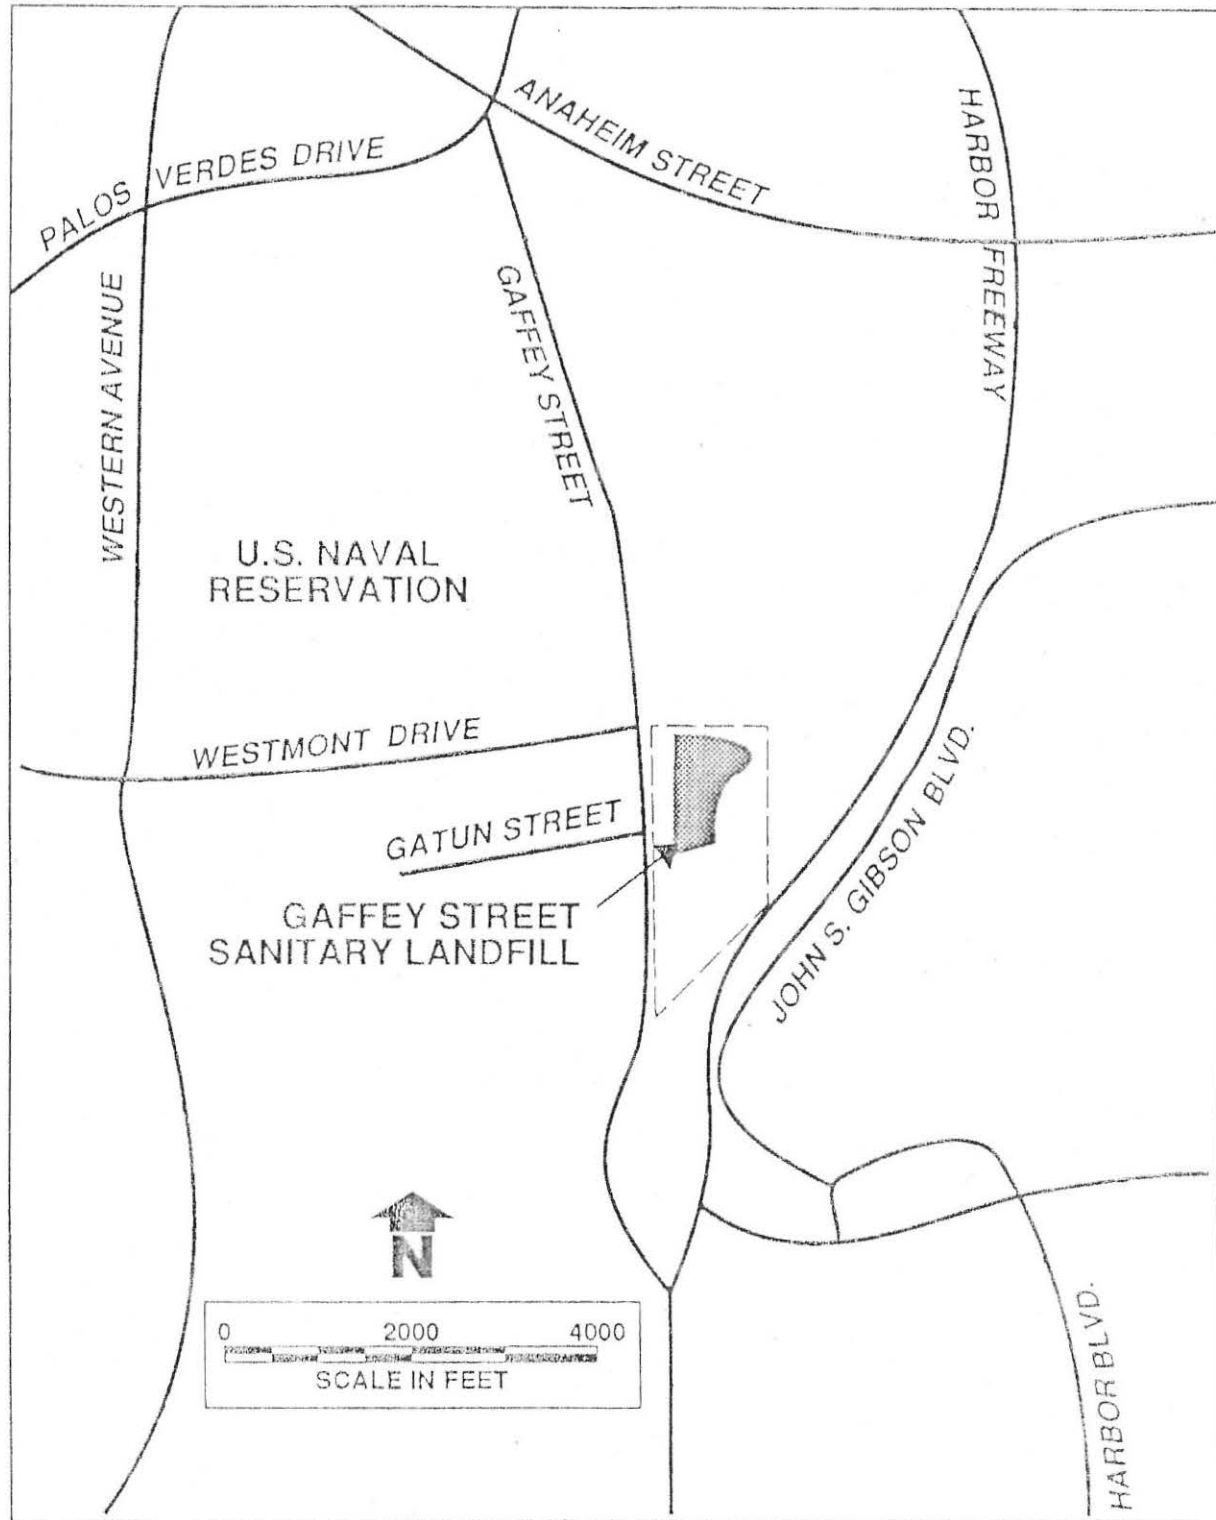 ANAHEIM STREET
HARBOR FREEWAY
PALOS VERDES DRIVE
WESTERN AVENUE
GAFFEY STREET
U.S. NAVAL
RESERVATION
WESTMONT DRIVE
GATUN STREET
JOHN S. GIBSON BLVD.
GAFFEY STREET
SANITARY LANDFILL
N
0 2000 4000
SCALE IN FEET
HARBOR BLVD.